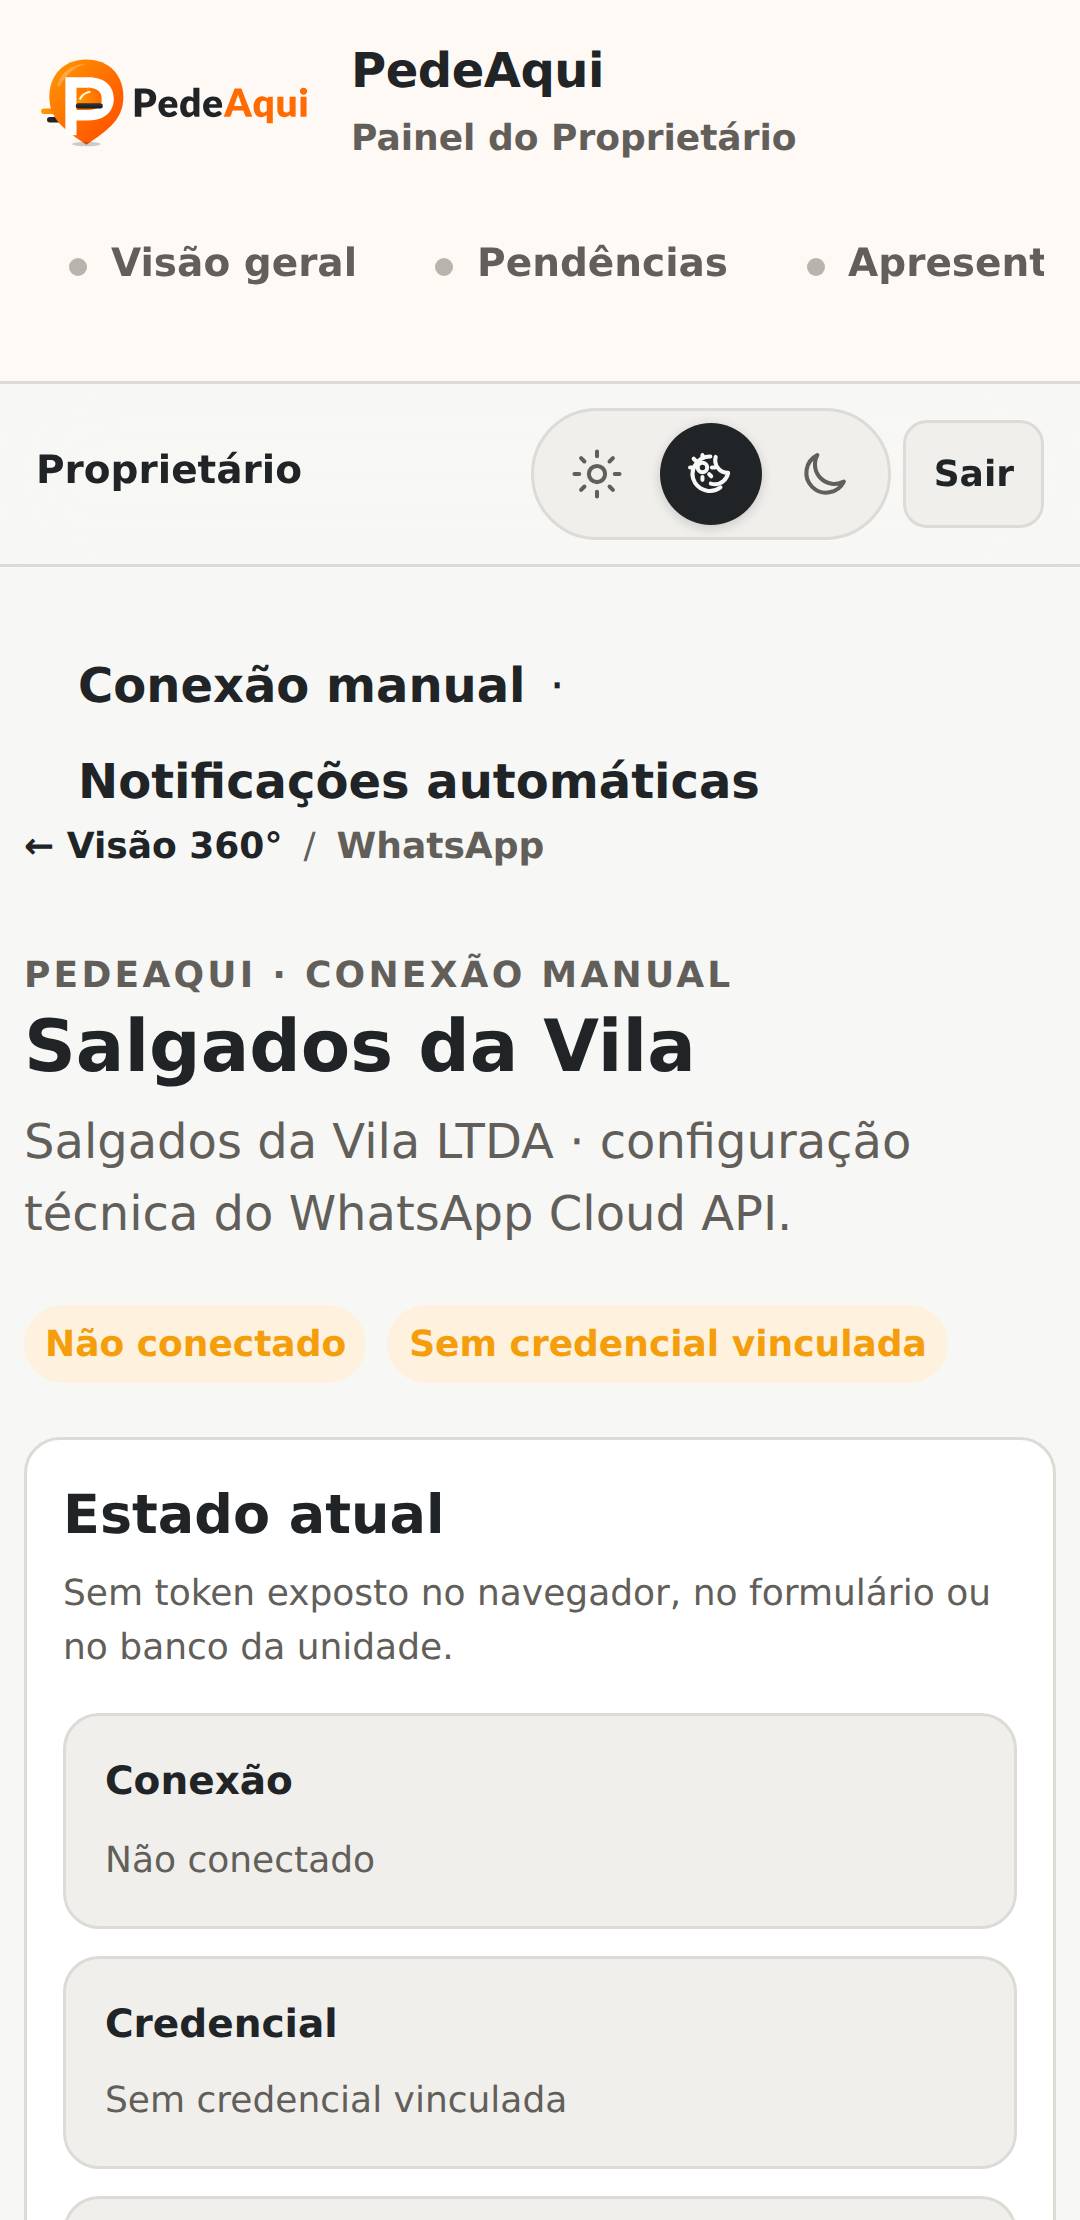 PedeAqui
PedeAqui
Painel do Proprietário
Visão geral
Pendências
Apresent
Proprietário
Sair
Conexão manual ·
Notificações automáticas
← Visão 360° / WhatsApp
PEDEAQUI · CONEXÃO MANUAL
Salgados da Vila
Salgados da Vila LTDA · configuração
técnica do WhatsApp Cloud API.
Não conectado
Sem credencial vinculada
Estado atual
Sem token exposto no navegador, no formulário ou
no banco da unidade.
Conexão
Não conectado
Credencial
Sem credencial vinculada